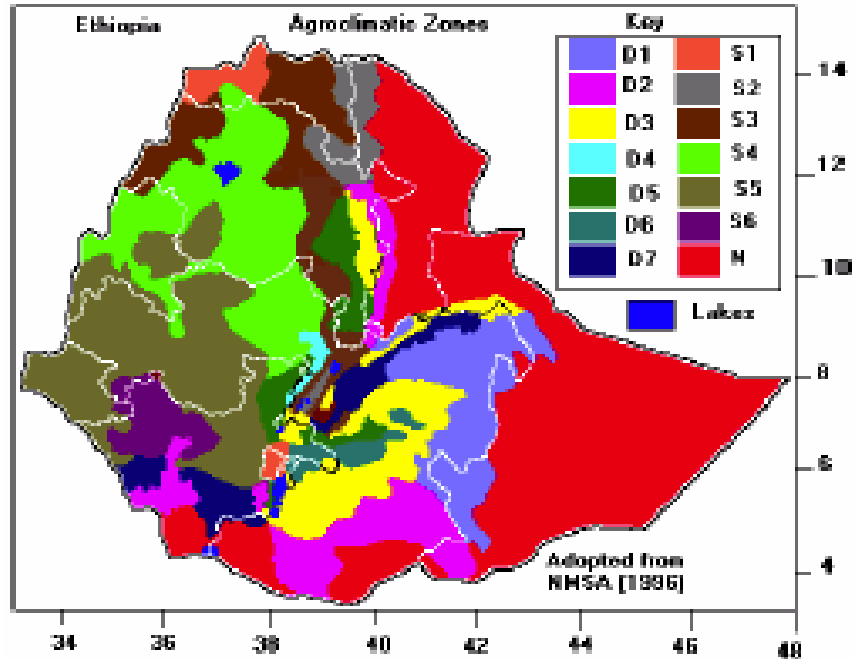 Ethiopia Agroclimatic Zones Key
D1 S1
D2 S2
D3 S3
D4 S4
D5 S5
D6 S6
D7 N
Lakes
14
12
10
8
6
4
Adopted from
NMSA [1996]
34 36 38 40 42 44 46 48